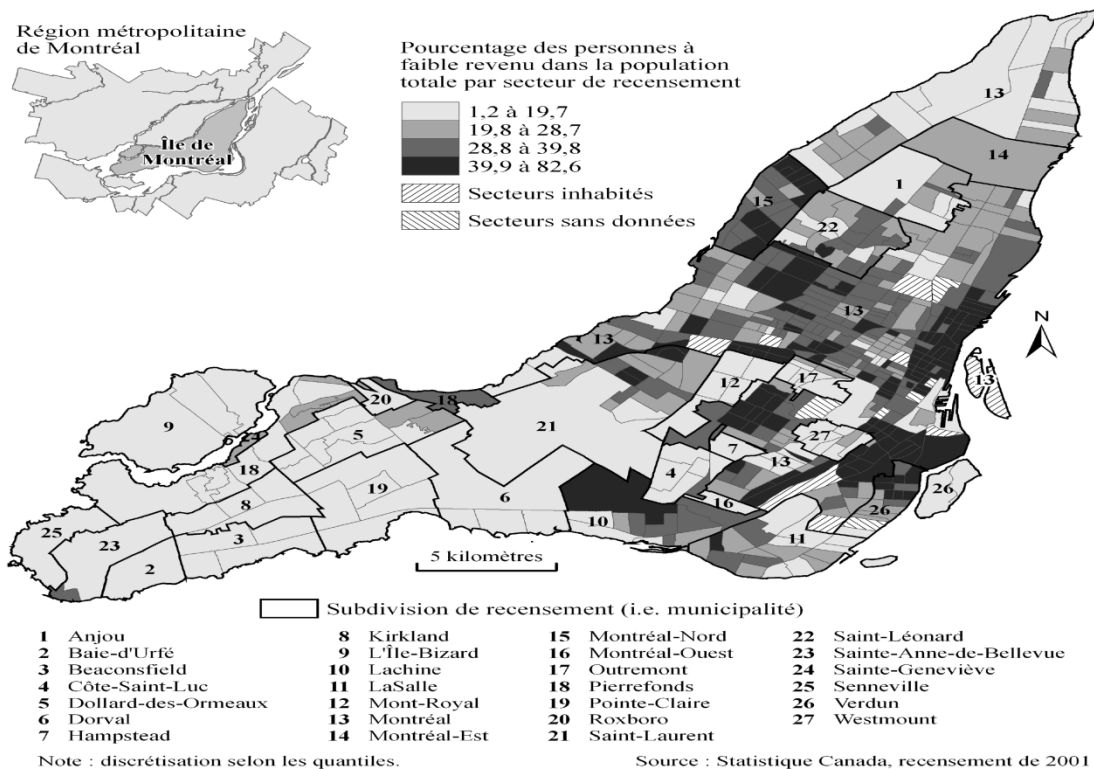 Région métropolitaine
de Montréal
Île de
Montréal
Pourcentage des personnes à
faible revenu dans la population
totale par secteur de recensement
1,2 à 19,7
19,8 à 28,7
28,8 à 39,8
39,9 à 82,6
Secteurs inhabités
Secteurs sans données
13
14
1
15
22
13
N
13
13
17
12
20
18
9
21
5
6
24
27
7
13
18
4
19
6
26
8
16
26
25
10
3
23
11
2
5 kilomètres
Subdivision de recensement (i.e. municipalité)
1 Anjou
2 Baie-d'Urfé
3 Beaconsfield
4 Côte-Saint-Luc
5 Dollard-des-Ormeaux
6 Dorval
7 Hampstead
8 Kirkland
9 L'Île-Bizard
10 Lachine
11 LaSalle
12 Mont-Royal
13 Montréal
14 Montréal-Est
15 Montréal-Nord
16 Montréal-Ouest
17 Outremont
18 Pierrefonds
19 Pointe-Claire
20 Roxboro
21 Saint-Laurent
22 Saint-Léonard
23 Sainte-Anne-de-Bellevue
24 Sainte-Geneviève
25 Senneville
26 Verdun
27 Westmount
Note : discrétisation selon les quantiles.
Source : Statistique Canada, recensement de 2001